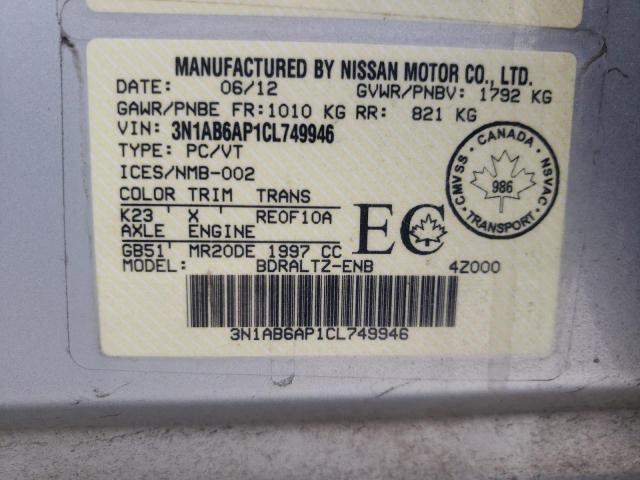 MANUFACTURED BY NISSAN MOTOR CO., LTD.
DATE: 06/12 GVWR/PNBV: 1792 KG
GAWR/PNBE FR: 1010 KG RR: 821 KG
VIN: 3N1AB6AP1CL749946
TYPE: PC/VT
ICES/NMB-002
COLOR TRIM TRANS
K23 ' X ' REOF10A
AXLE ENGINE
GB51' MR20DE 1997 CC
MODEL: BDRALTZ-ENB 4Z000
EC
CANADA
CMVSS • NSVAC
986
TRANSPORT
3N1AB6AP1CL749946